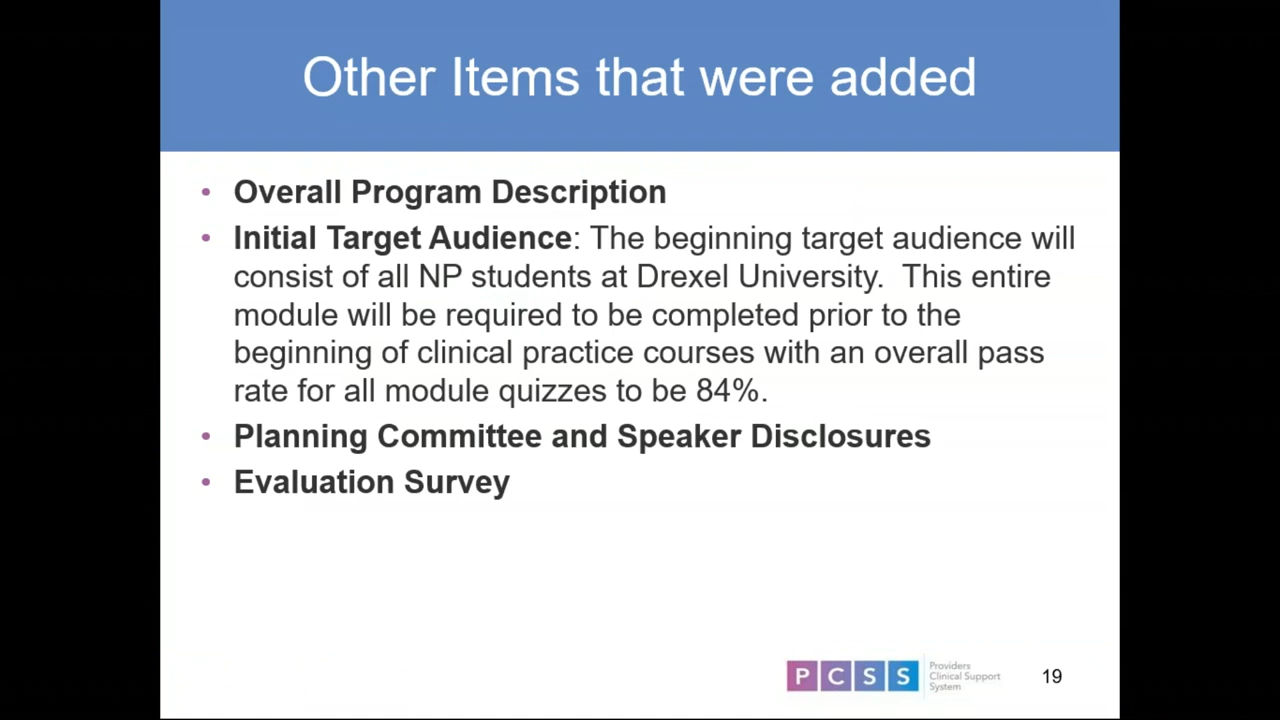 Other Items that were added
• Overall Program Description
• Initial Target Audience: The beginning target audience will
consist of all NP students at Drexel University.  This entire
module will be required to be completed prior to the
beginning of clinical practice courses with an overall pass
rate for all module quizzes to be 84%.
• Planning Committee and Speaker Disclosures
• Evaluation Survey
PCSS
Providers
Clinical Support
System
19